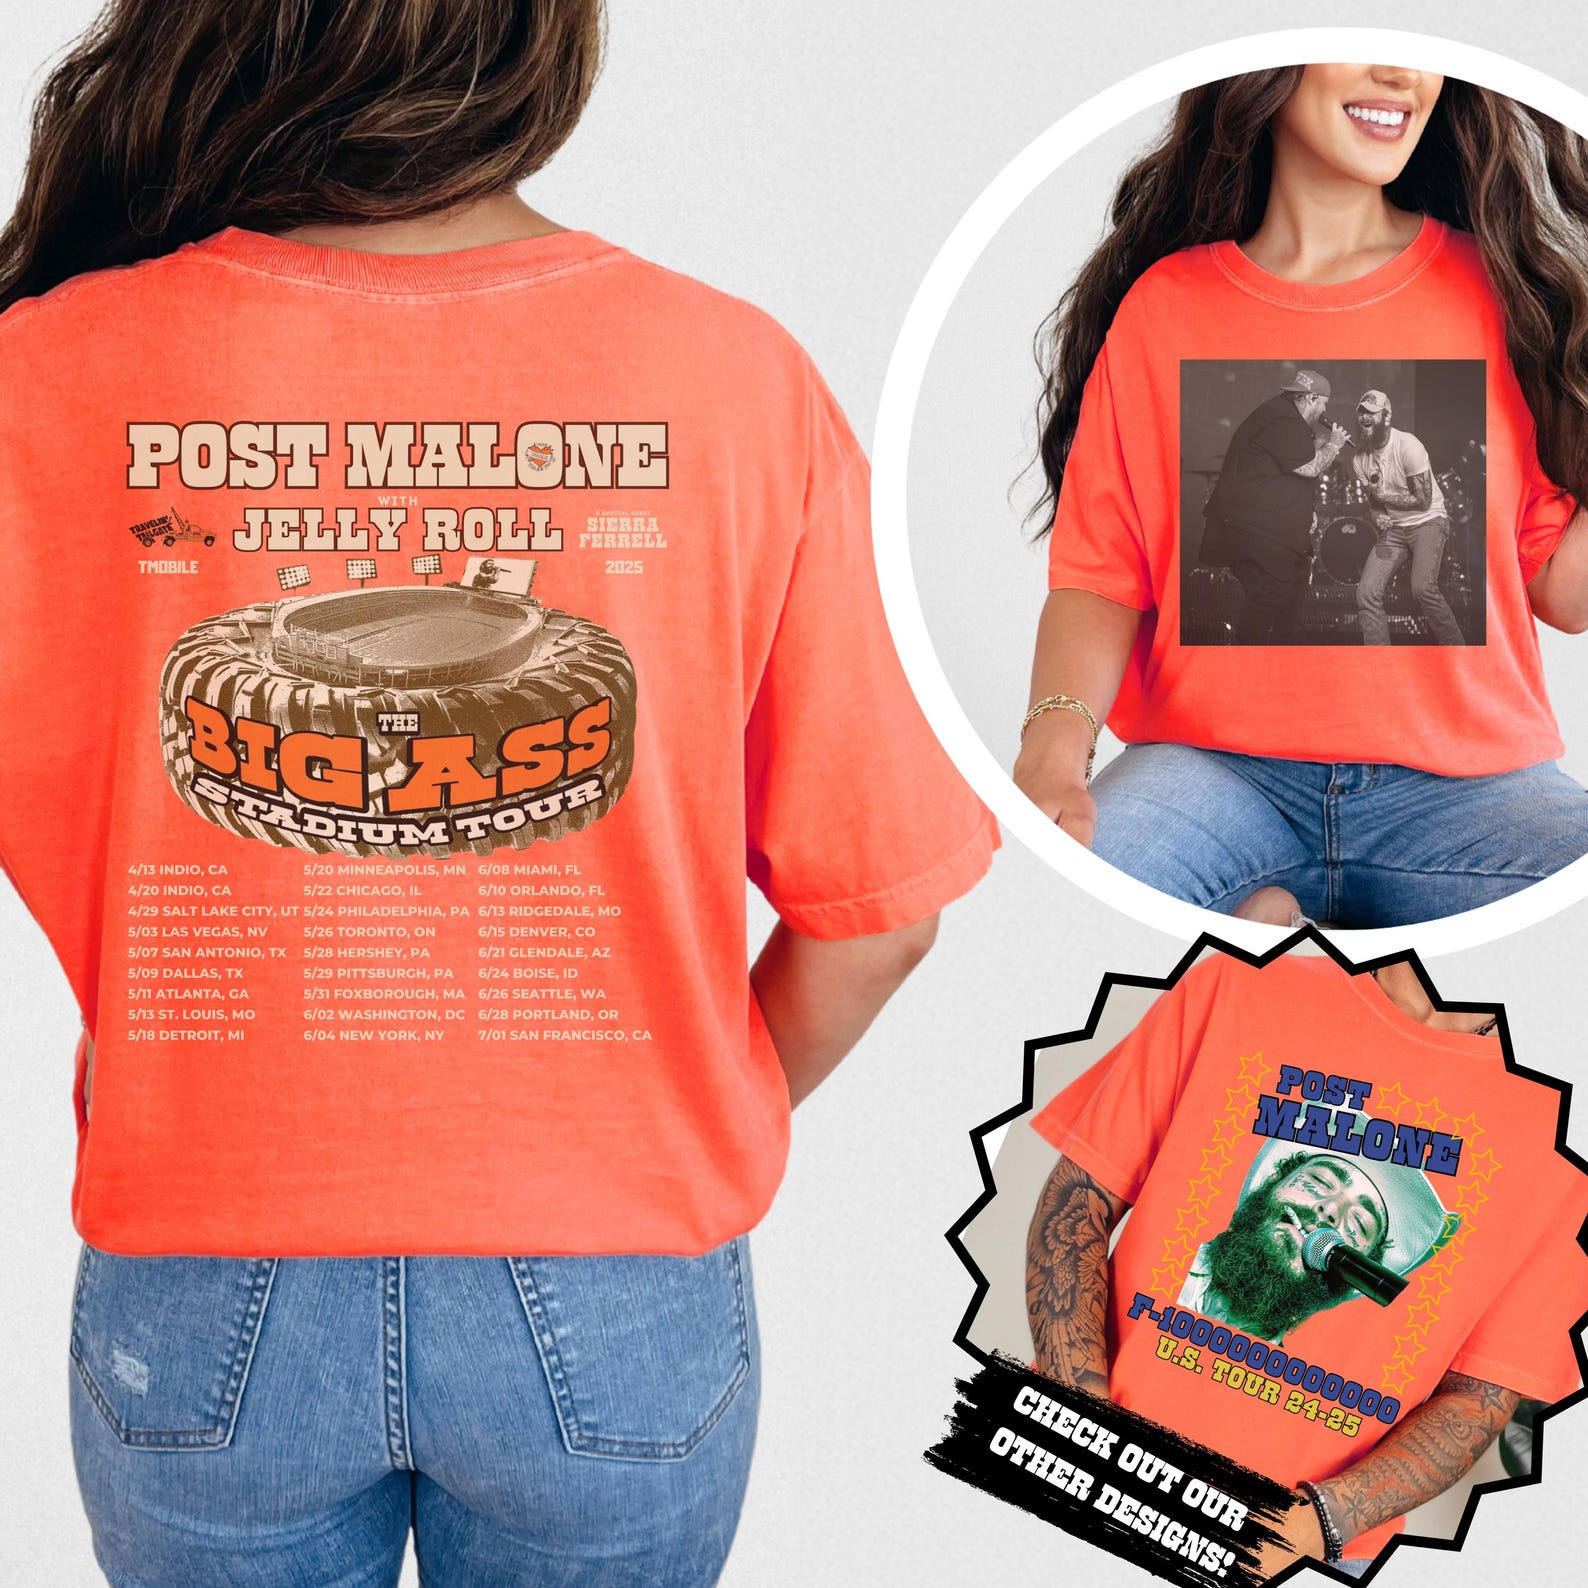 POST MALONE
WITH
JELLY ROLL
TRAVELIN'
TAILGATE
A SPECIAL GUEST
SIERRA
FERRELL
TMOBILE
2025
THE
BIG ASS
STADIUM TOUR
4/13 INDIO, CA
4/20 INDIO, CA
4/29 SALT LAKE CITY, UT
5/03 LAS VEGAS, NV
5/07 SAN ANTONIO, TX
5/09 DALLAS, TX
5/11 ATLANTA, GA
5/13 ST. LOUIS, MO
5/18 DETROIT, MI
5/20 MINNEAPOLIS, MN
5/22 CHICAGO, IL
5/24 PHILADELPHIA, PA
5/26 TORONTO, ON
5/28 HERSHEY, PA
5/29 PITTSBURGH, PA
5/31 FOXBOROUGH, MA
6/02 WASHINGTON, DC
6/04 NEW YORK, NY
6/08 MIAMI, FL
6/10 ORLANDO, FL
6/13 RIDGEDALE, MO
6/15 DENVER, CO
6/21 GLENDALE, AZ
6/24 BOISE, ID
6/26 SEATTLE, WA
6/28 PORTLAND, OR
7/01 SAN FRANCISCO, CA
POST
MALONE
F-1000000000000
U.S. TOUR 24-25
CHECK OUT OUR
OTHER DESIGNS!